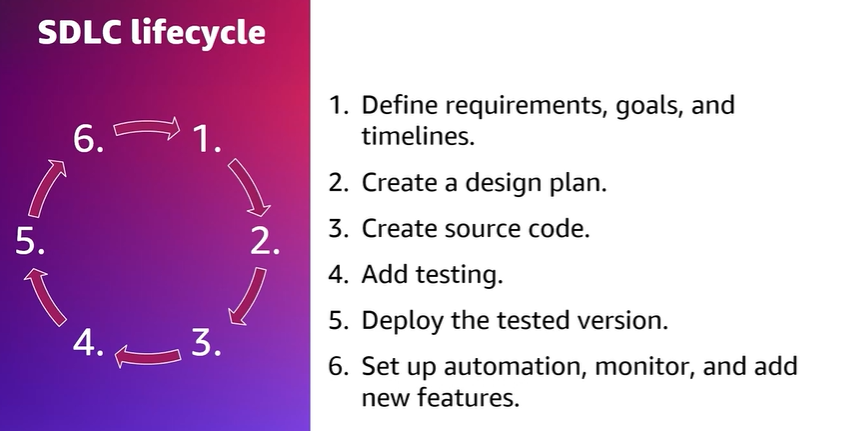 SDLC lifecycle
6.
1.
5.
2.
4.
3.
1. Define requirements, goals, and
timelines.
2. Create a design plan.
3. Create source code.
4. Add testing.
5. Deploy the tested version.
6. Set up automation, monitor, and add
new features.